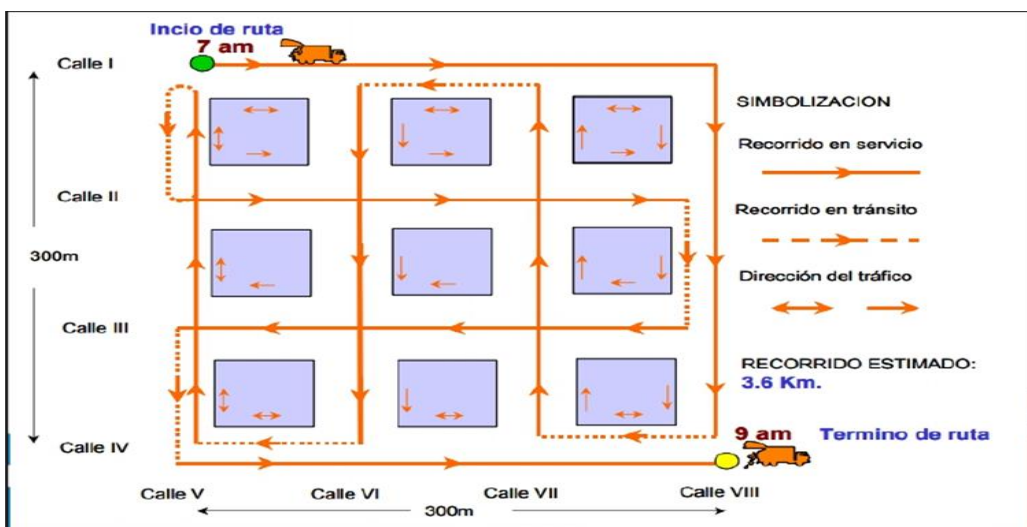 Incio de ruta
7 am
Calle I
SIMBOLIZACION
Recorrido en servicio
Calle II
Recorrido en tránsito
300m
Dirección del tráfico
Calle III
RECORRIDO ESTIMADO:
3.6 Km.
9 am Termino de ruta
Calle IV
Calle V Calle VI Calle VII Calle VIII
300m